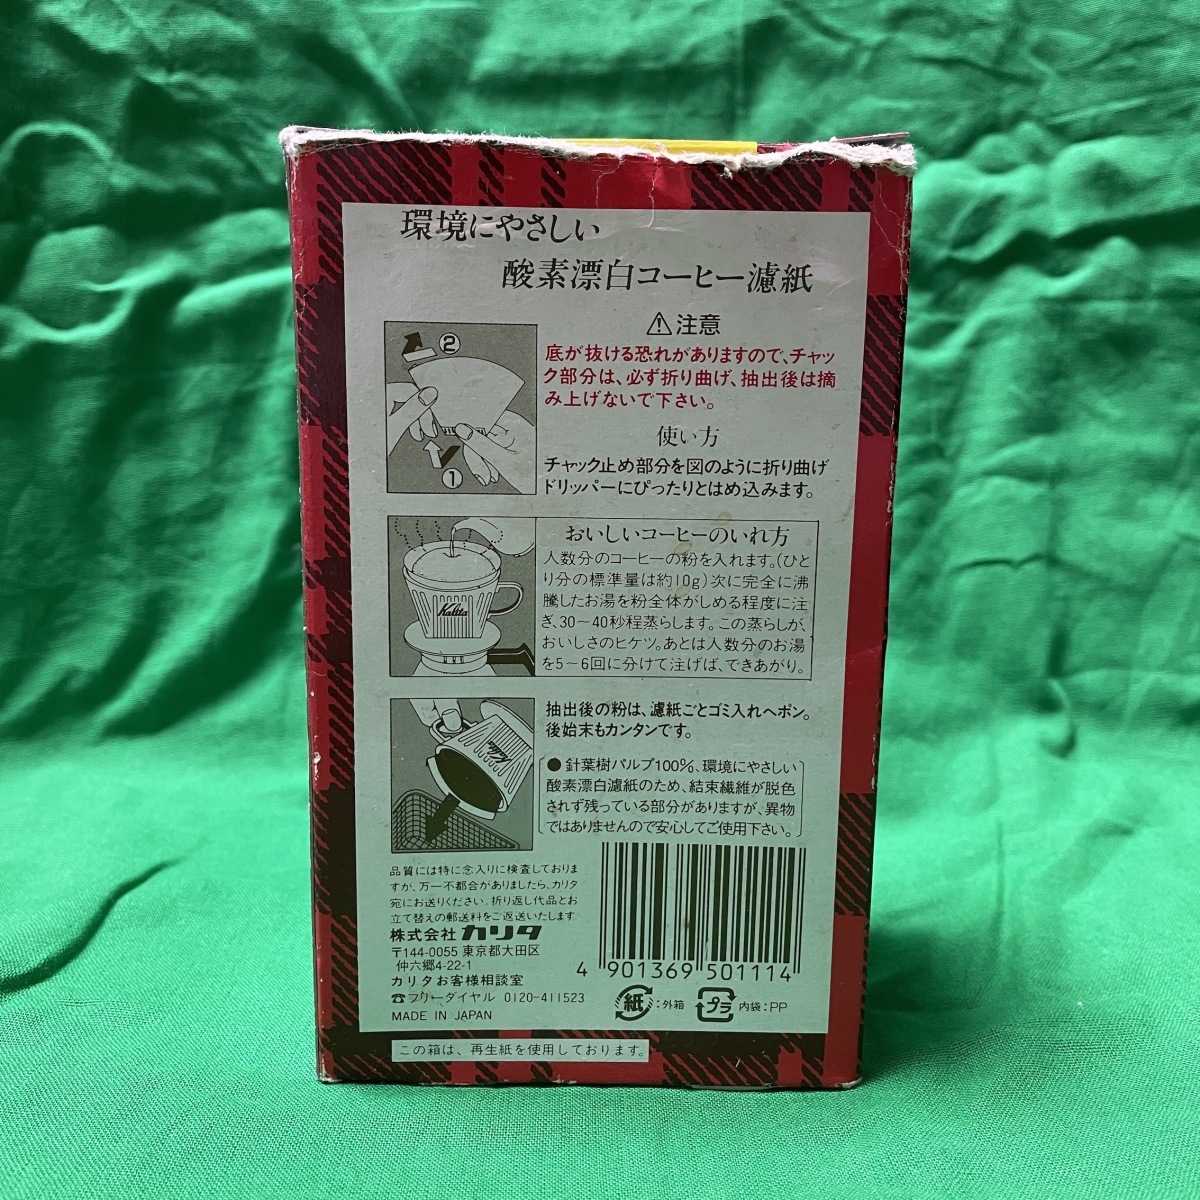 環境にやさしい
酸素漂白コーヒー濾紙
⚠注意
底が抜ける恐れがありますので、チャッ
ク部分は、必ず折り曲げ、抽出後は摘
み上げないで下さい。
②
①
使い方
チャック止め部分を図のように折り曲げ
ドリッパーにぴったりとはめ込みます。
おいしいコーヒーのいれ方
人数分のコーヒーの粉を入れます。(ひと
り分の標準量は約10g)次に完全に沸
騰したお湯を粉全体がしめる程度に注
ぎ、30〜40秒程蒸らします。この蒸らしが、
おいしさのヒケツ。あとは人数分のお湯
を5〜6回に分けて注げば、できあがり。
Kalita
抽出後の粉は、濾紙ごとゴミ入れへポン。
後始末もカンタンです。
Kalita
●針葉樹パルプ100%、環境にやさしい
酸素漂白濾紙のため、結束繊維が脱色
されず残っている部分がありますが、異物
ではありませんので安心してご使用下さい。
品質には特に念入りに検査しておりま
すが、万一不都合がありましたら、カリタ
宛にお送りください。折り返し代品とお
立て替えの郵送料をご返送いたします
株式会社カリタ
〒144-0055 東京都大田区
仲六郷4-22-1
カリタお客様相談室
☎フリーダイヤル 0120-411523
MADE IN JAPAN
4 901369 501114
紙:外箱 プラ 内袋:PP
この箱は、再生紙を使用しております。